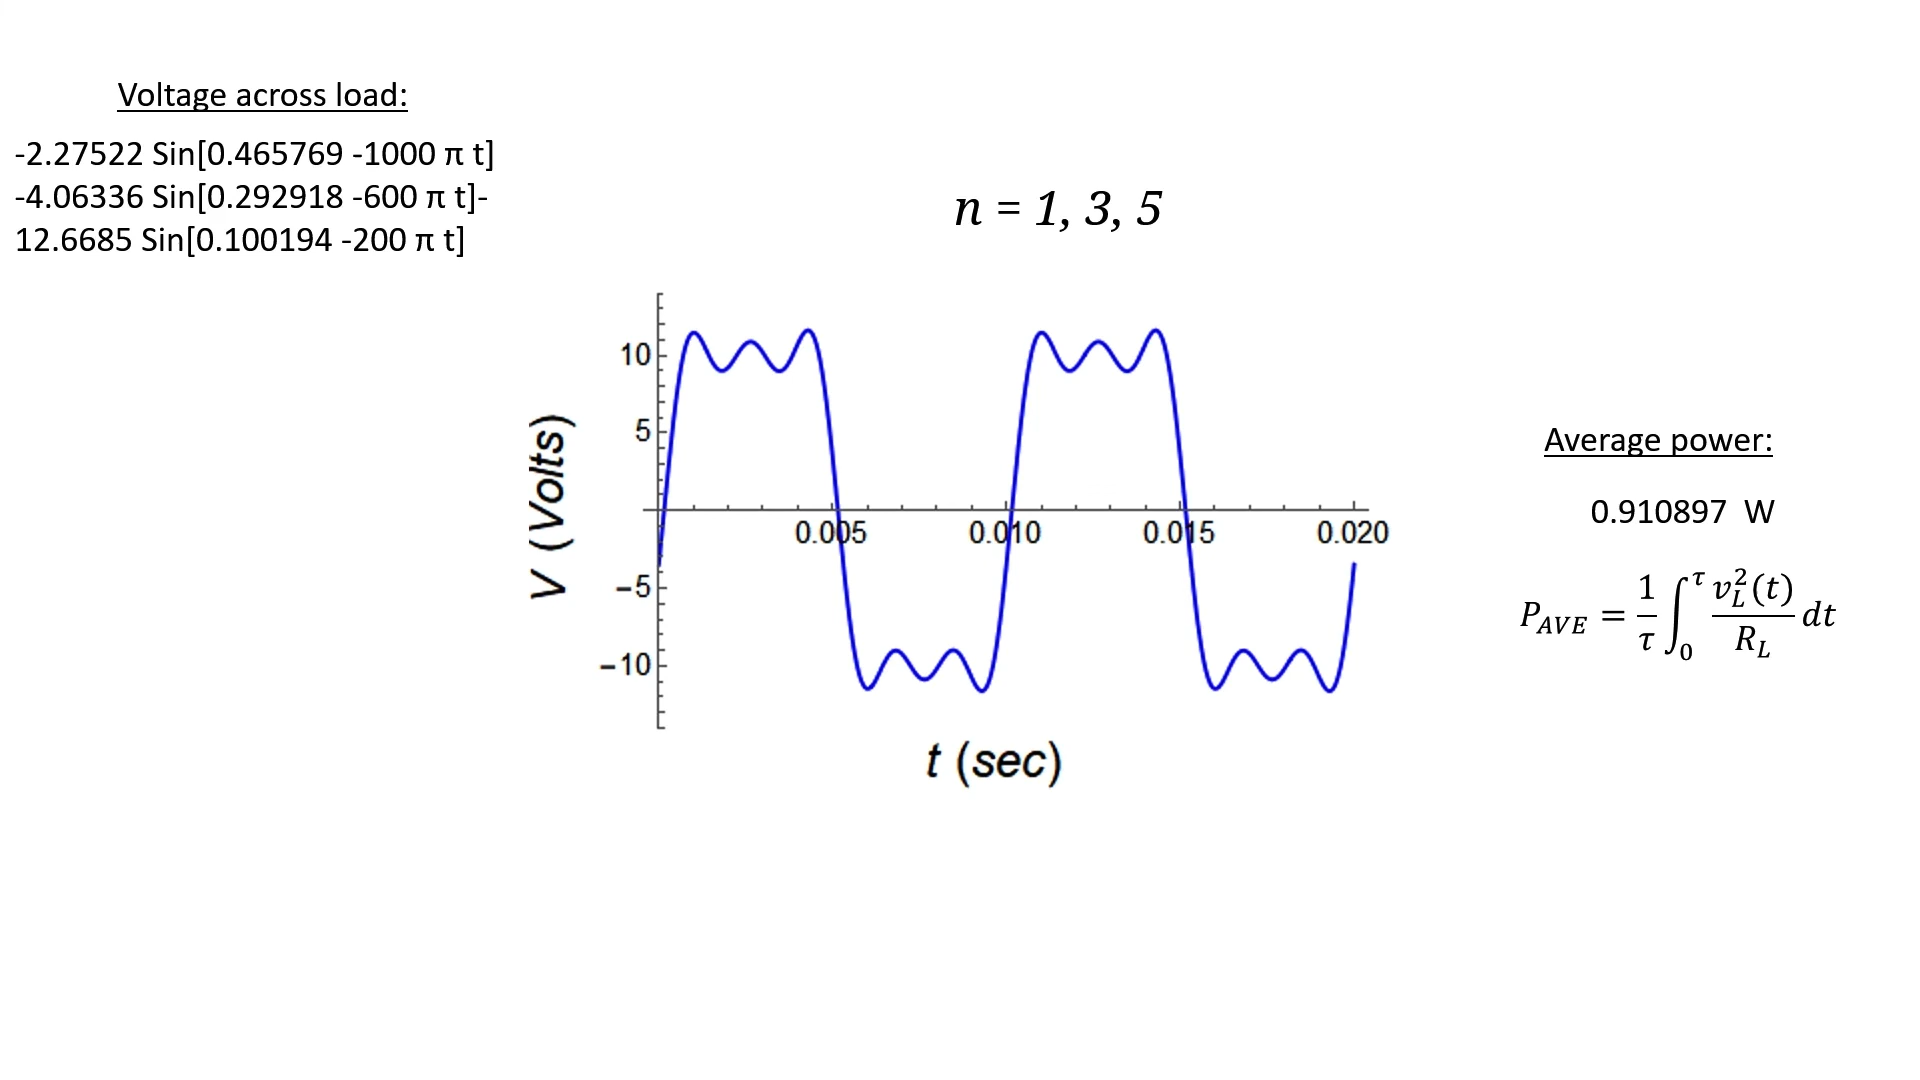 Voltage across load:
-2.27522 Sin[0.465769 -1000 π t]
-4.06336 Sin[0.292918 -600 π t]-
12.6685 Sin[0.100194 -200 π t]
n = 1, 3, 5
10
5
−5
−10
V (Volts)
0.005
0.010
0.015
0.020
t (sec)
Average power:
0.910897 W
P_AVE = 1/τ ∫_0^τ v_L^2(t)/R_L dt